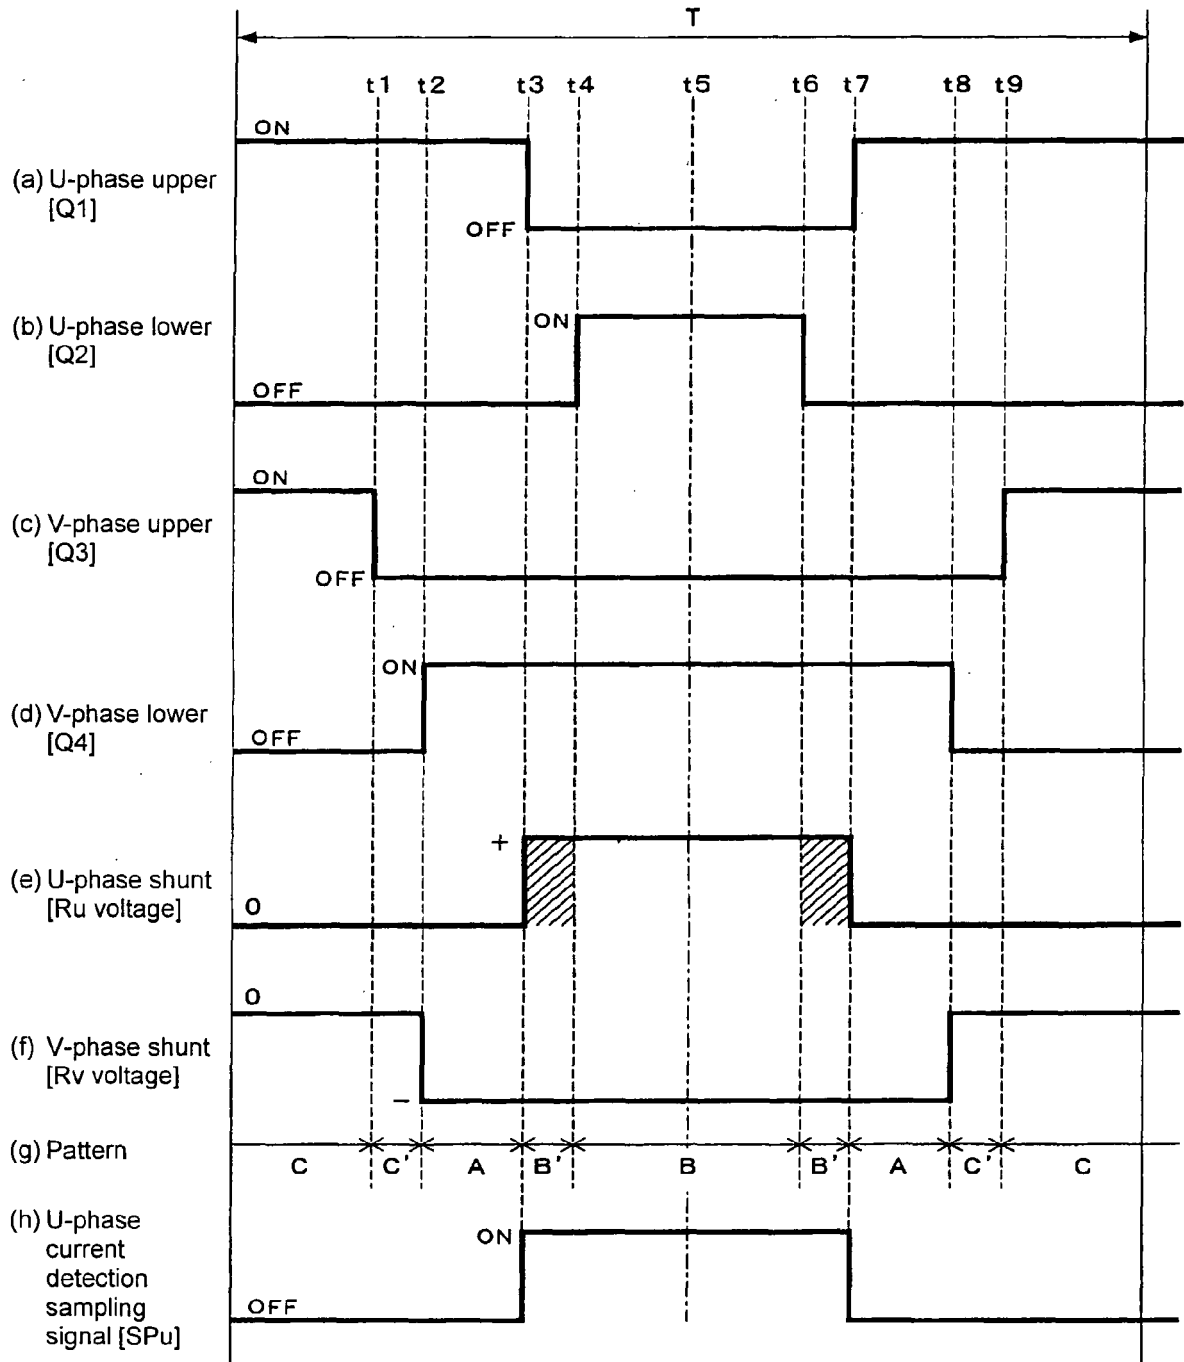 T
t1 t2 t3 t4 t5 t6 t7 t8 t9
ON
(a) U-phase upper
[Q1]
OFF
(b) U-phase lower
[Q2]
ON
OFF
ON
(c) V-phase upper
[Q3]
OFF
ON
(d) V-phase lower
[Q4]
OFF
+
(e) U-phase shunt
[Ru voltage]
0
0
(f) V-phase shunt
[Rv voltage]
−
(g) Pattern
C C' A B' B B' A C' C
(h) U-phase
current
detection
sampling
signal [SPu]
ON
OFF